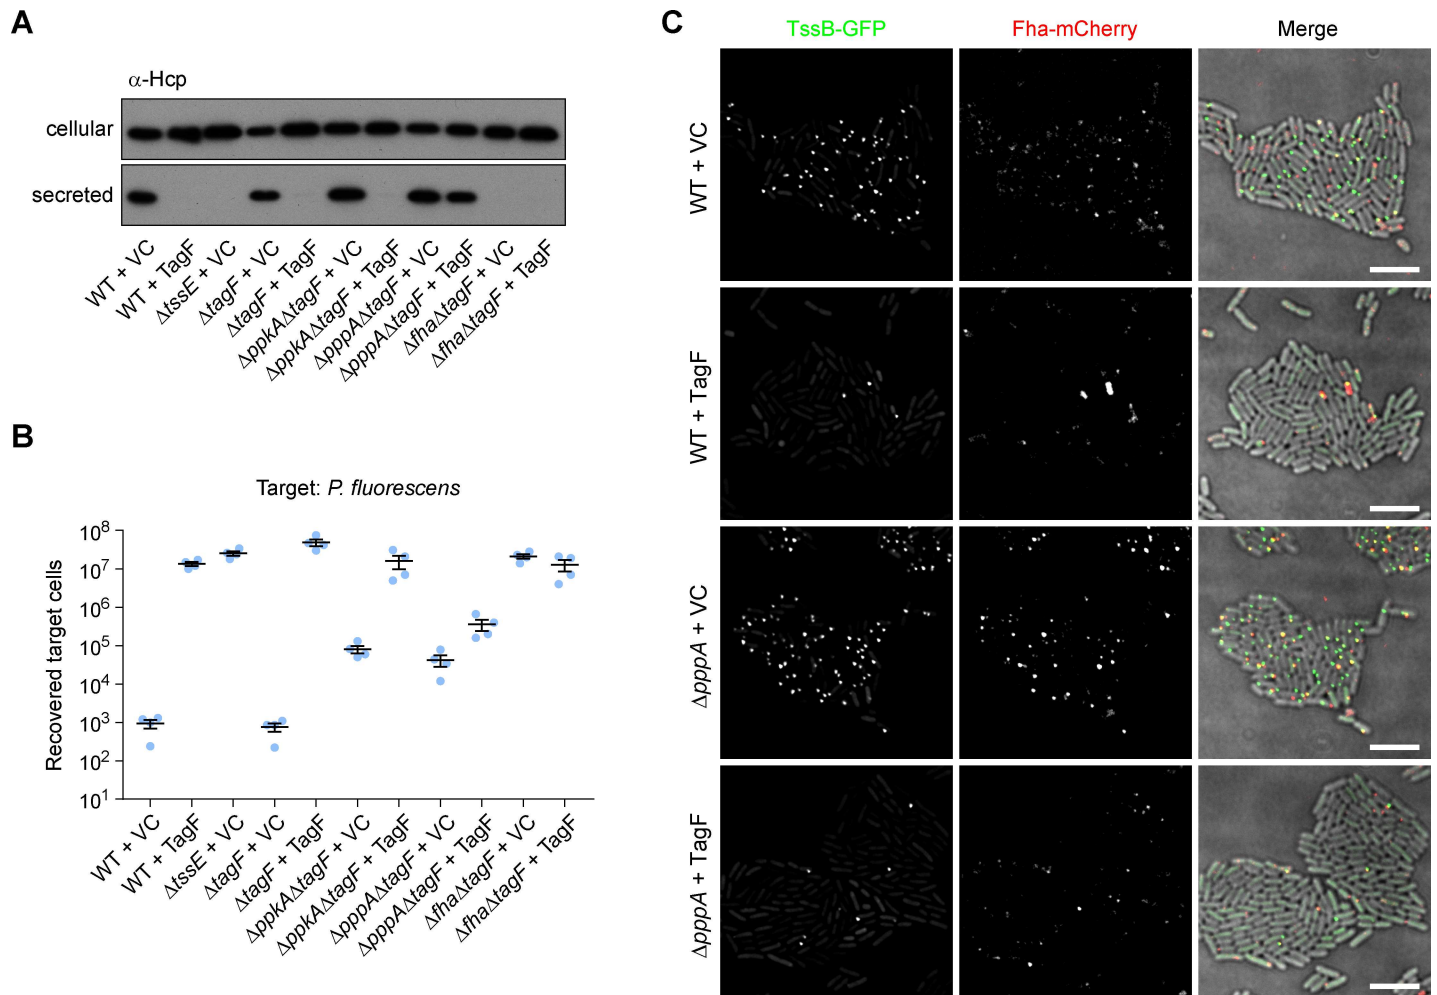 A
α-Hcp
cellular
secreted
WT + VC
WT + TagF
ΔtssE + VC
ΔtagF + VC
ΔtagF + TagF
ΔppkAΔtagF + VC
ΔppkAΔtagF + TagF
ΔpppAΔtagF + VC
ΔpppAΔtagF + TagF
ΔfhaΔtagF + VC
ΔfhaΔtagF + TagF
B
Target: P. fluorescens
Recovered target cells
10⁸
10⁷
10⁶
10⁵
10⁴
10³
10²
10¹
WT + VC
WT + TagF
ΔtssE + VC
ΔtagF + VC
ΔtagF + TagF
ΔppkAΔtagF + VC
ΔppkAΔtagF + TagF
ΔpppAΔtagF + VC
ΔpppAΔtagF + TagF
ΔfhaΔtagF + VC
ΔfhaΔtagF + TagF
C
TssB-GFP
Fha-mCherry
Merge
WT + VC
WT + TagF
ΔpppA + VC
ΔpppA + TagF